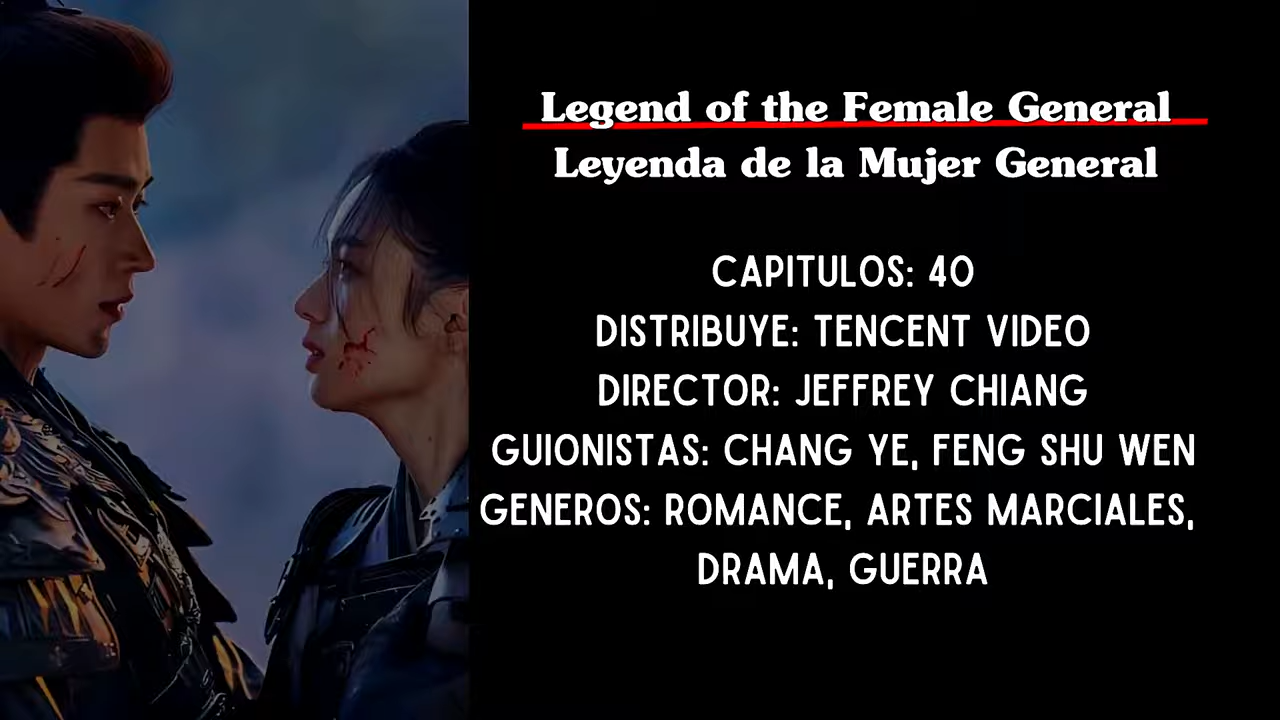 Legend of the Female General
Leyenda de la Mujer General
CAPITULOS: 40
DISTRIBUYE: TENCENT VIDEO
DIRECTOR: JEFFREY CHIANG
GUIONISTAS: CHANG YE, FENG SHU WEN
GENEROS: ROMANCE, ARTES MARCIALES,
DRAMA, GUERRA